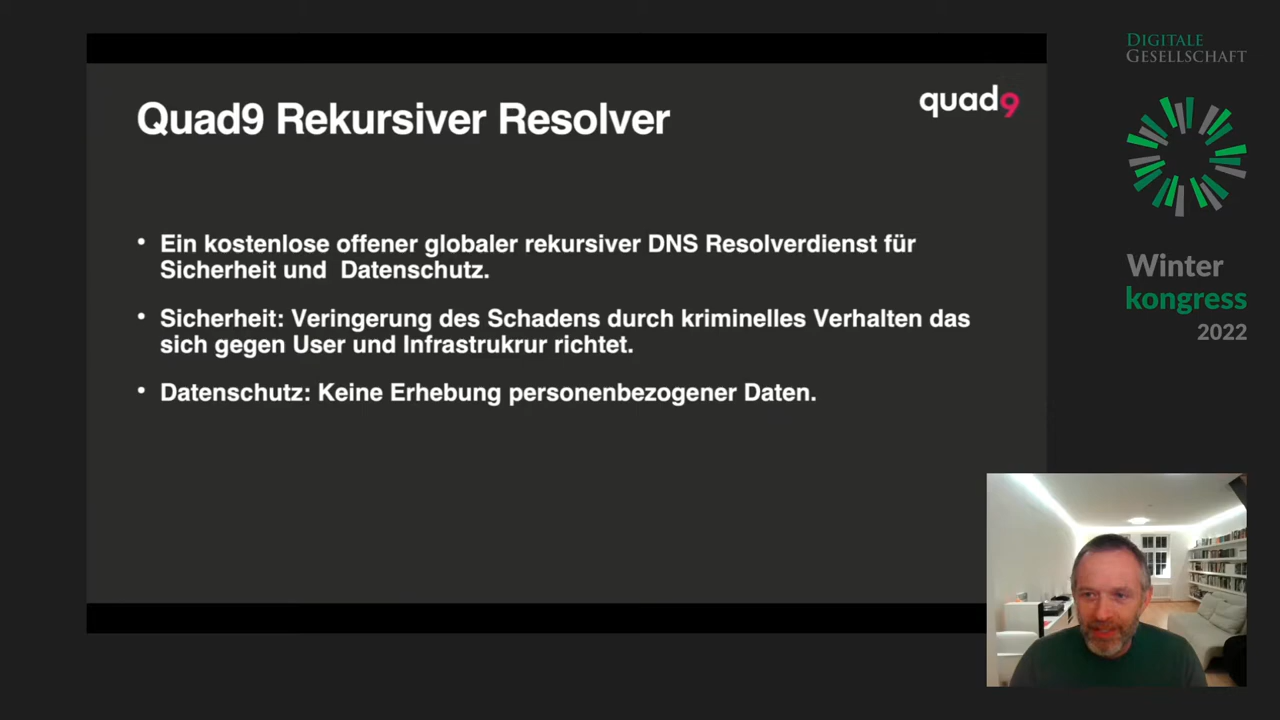 Quad9 Rekursiver Resolver
quad9
• Ein kostenlose offener globaler rekursiver DNS Resolverdienst für
Sicherheit und  Datenschutz.
• Sicherheit: Veringerung des Schadens durch kriminelles Verhalten das
sich gegen User und Infrastrukrur richtet.
• Datenschutz: Keine Erhebung personenbezogener Daten.
DIGITALE
GESELLSCHAFT
Winter
kongress
2022